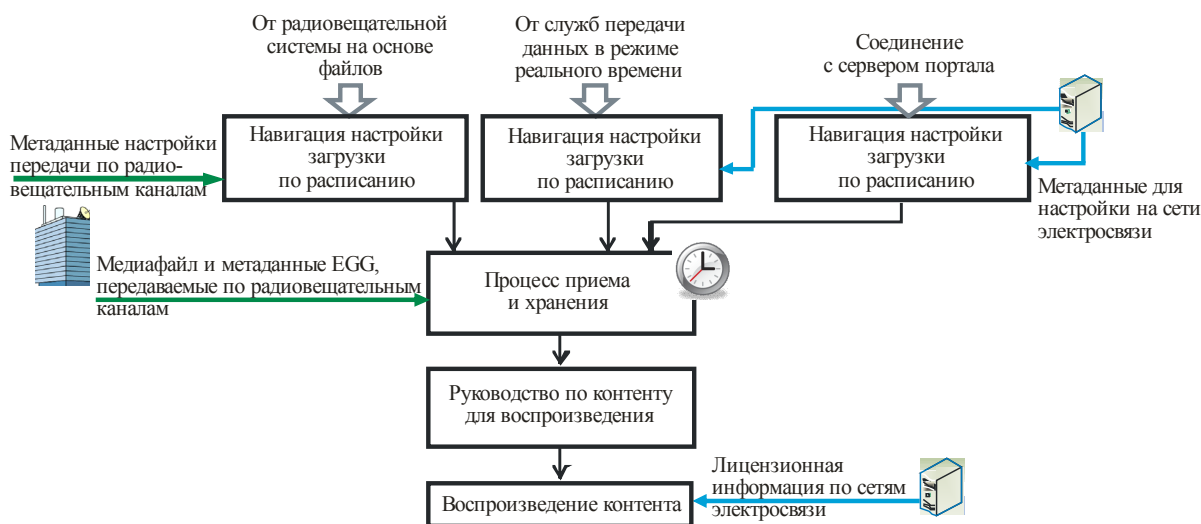 От радиовещательной
системы на основе
файлов
От служб передачи
данных в режиме
реального времени
Соединение
с сервером портала
Метаданные настройки
передачи по радио-
вещательным каналам
Навигация настройки
загрузки
по расписанию
Навигация настройки
загрузки
по расписанию
Навигация настройки
загрузки
по расписанию
Метаданные для
настройки на сети
электросвязи
Медиафайл и метаданные EGG,
передаваемые по радиовещательным
каналам
Процесс приема
и хранения
Руководство по контенту
для воспроизведения
Воспроизведение контента
Лицензионная
информация по сетям
электросвязи